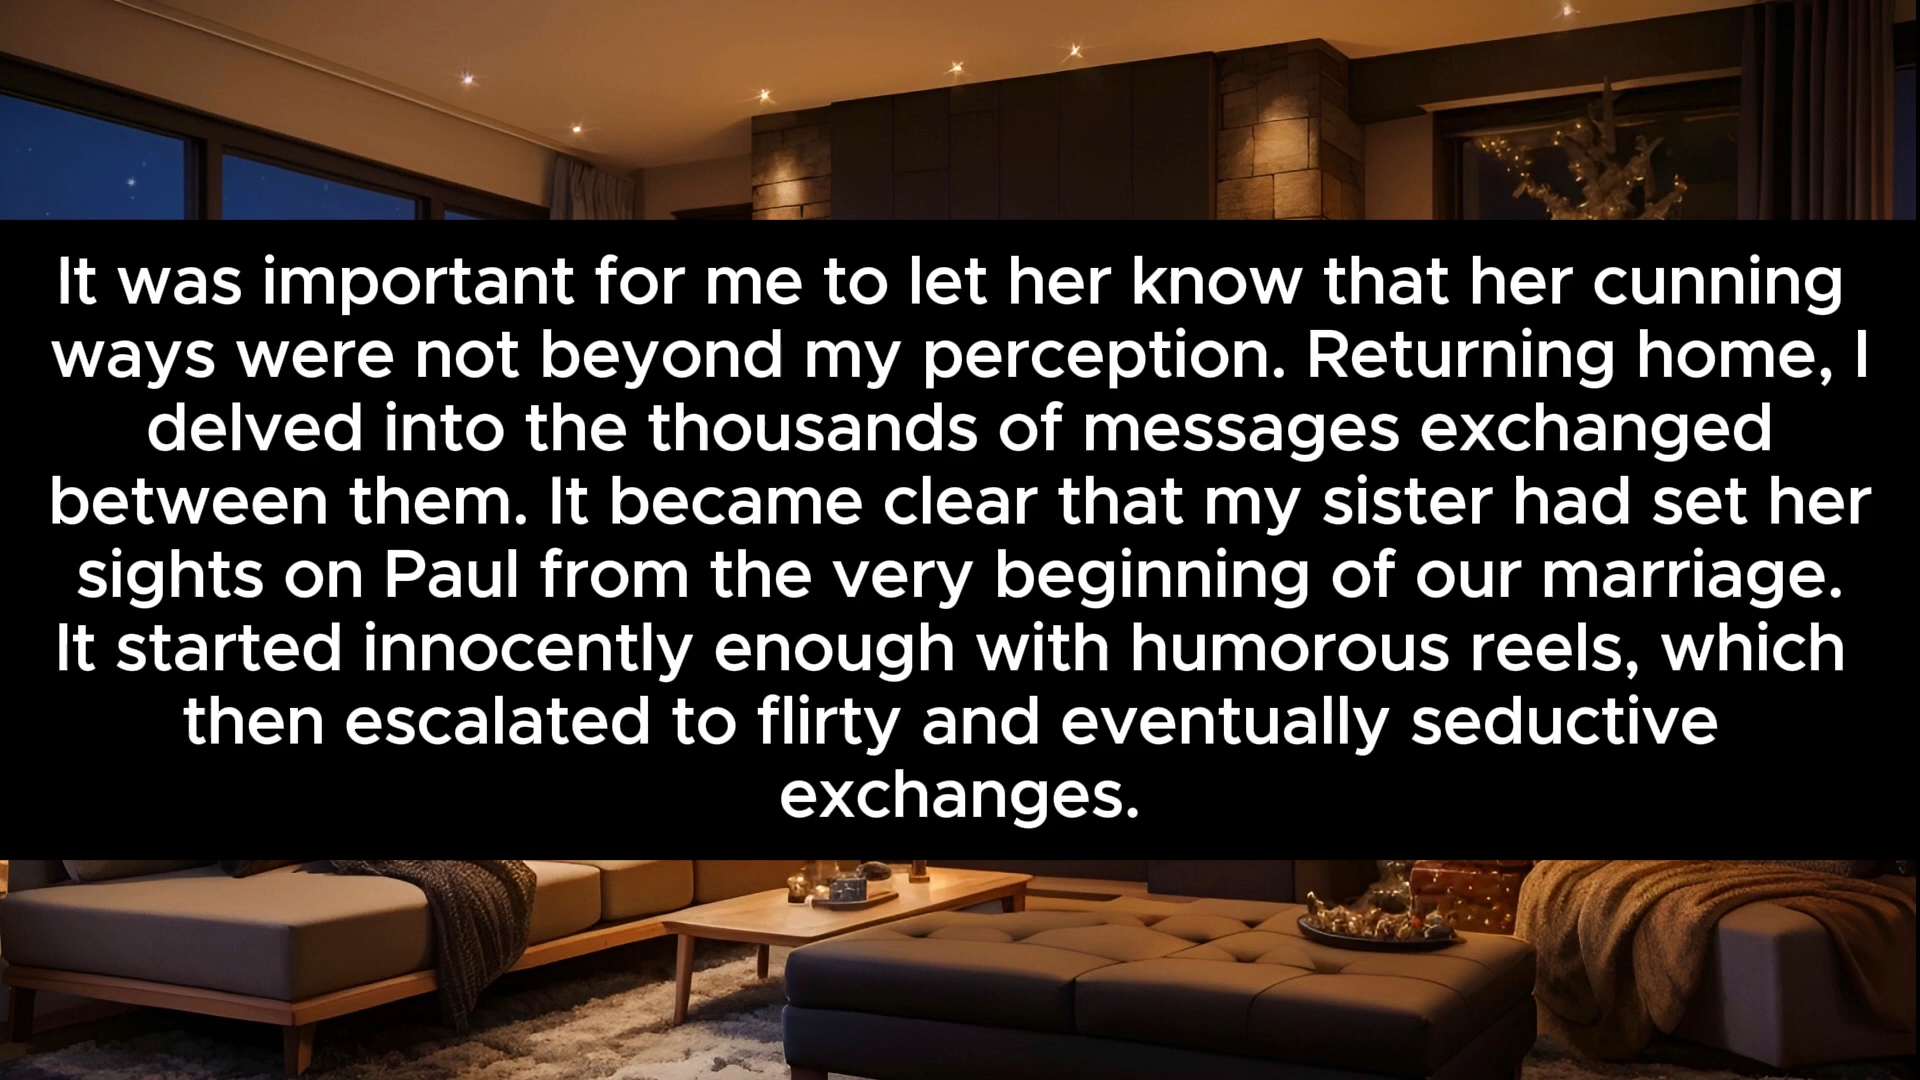 It was important for me to let her know that her cunning
ways were not beyond my perception. Returning home, I
delved into the thousands of messages exchanged
between them. It became clear that my sister had set her
sights on Paul from the very beginning of our marriage.
It started innocently enough with humorous reels, which
then escalated to flirty and eventually seductive
exchanges.